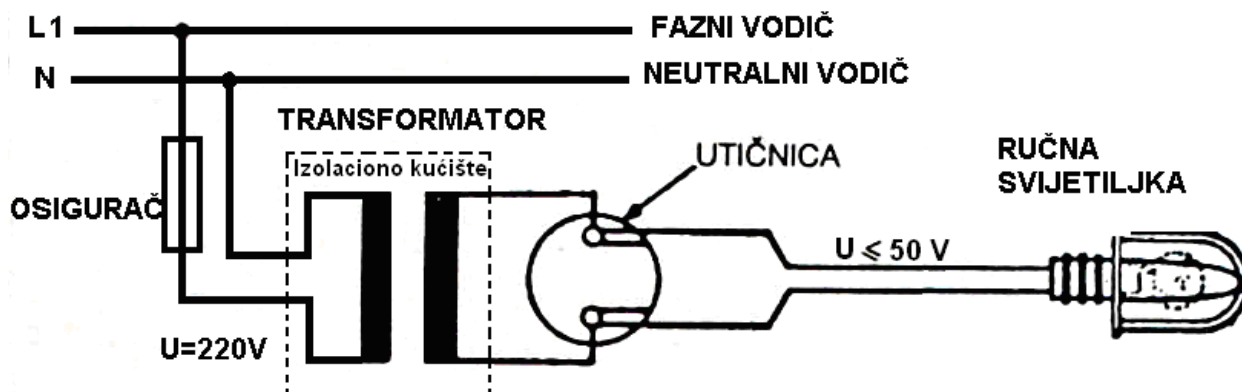 L1
FAZNI VODIČ
N
NEUTRALNI VODIČ
TRANSFORMATOR
Izolaciono kućište
UTIČNICA
RUČNA
SVIJETILJKA
OSIGURAČ
U ⩽ 50 V
U=220V